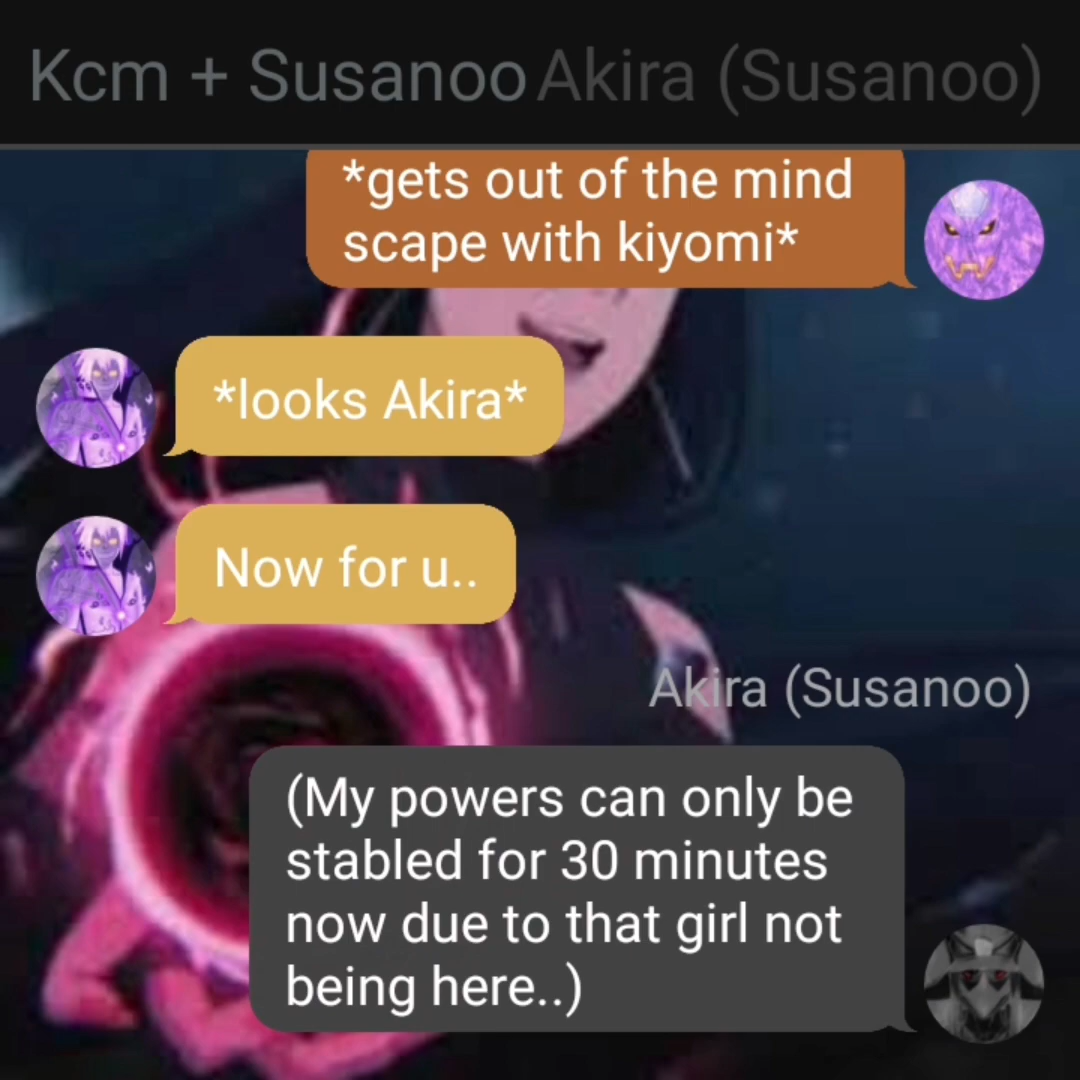 Kcm + Susanoo Akira (Susanoo)
*gets out of the mind
scape with kiyomi*
*looks Akira*
Now for u..
Akira (Susanoo)
(My powers can only be
stabled for 30 minutes
now due to that girl not
being here..)